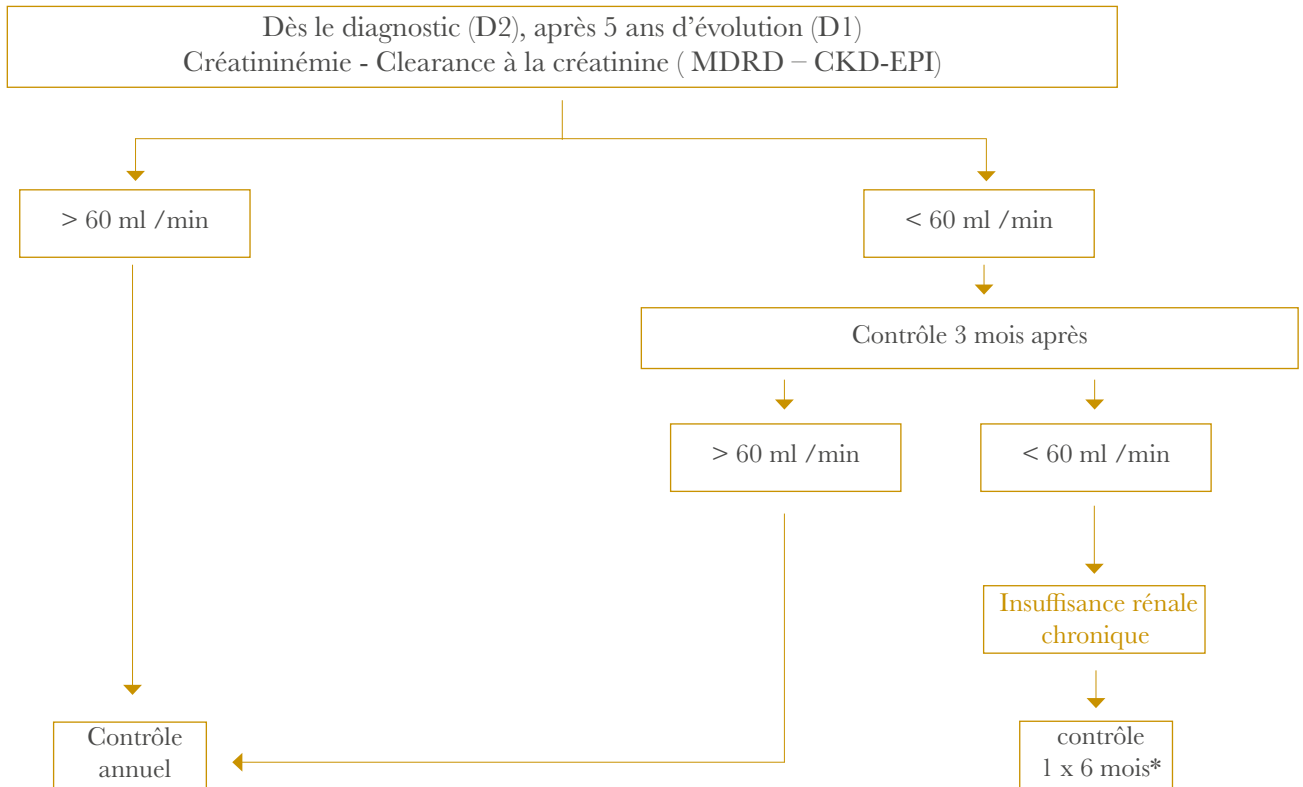 Dès le diagnostic (D2), après 5 ans d’évolution (D1)
Créatininémie - Clearance à la créatinine ( MDRD – CKD-EPI)
> 60 ml /min
< 60 ml /min
Contrôle 3 mois après
> 60 ml /min
< 60 ml /min
Insuffisance rénale
chronique
Contrôle
annuel
contrôle
1 x 6 mois*